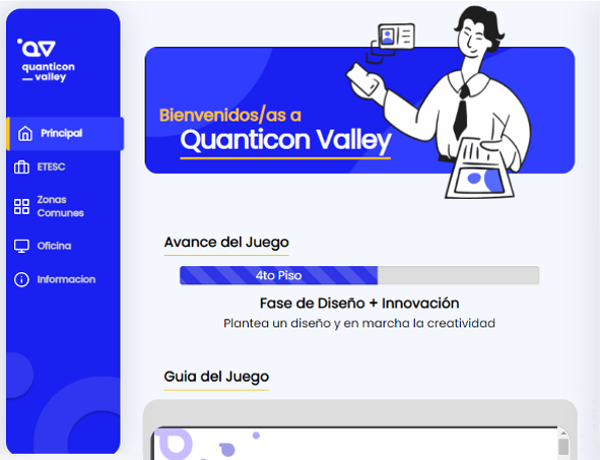 quanticon
valley
Principal
ETESC
Zonas
Comunes
Oficina
Informacion
Bienvenidos/as a
Quanticon Valley
Avance del Juego
4to Piso
Fase de Diseño + Innovación
Plantea un diseño y en marcha la creatividad
Guia del Juego